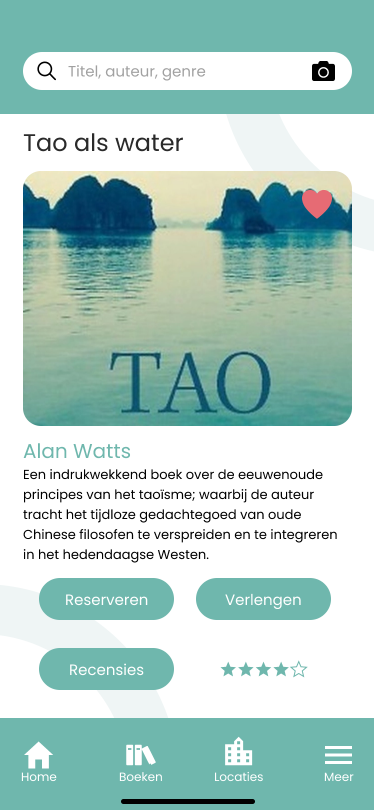 Titel, auteur, genre
Tao als water
TAO
Alan Watts
Een indrukwekkend boek over de eeuwenoude
principes van het taoïsme; waarbij de auteur
tracht het tijdloze gedachtegoed van oude
Chinese filosofen te verspreiden en te integreren
in het hedendaagse Westen.
Reserveren Verlengen
Recensies
Home Boeken Locaties Meer